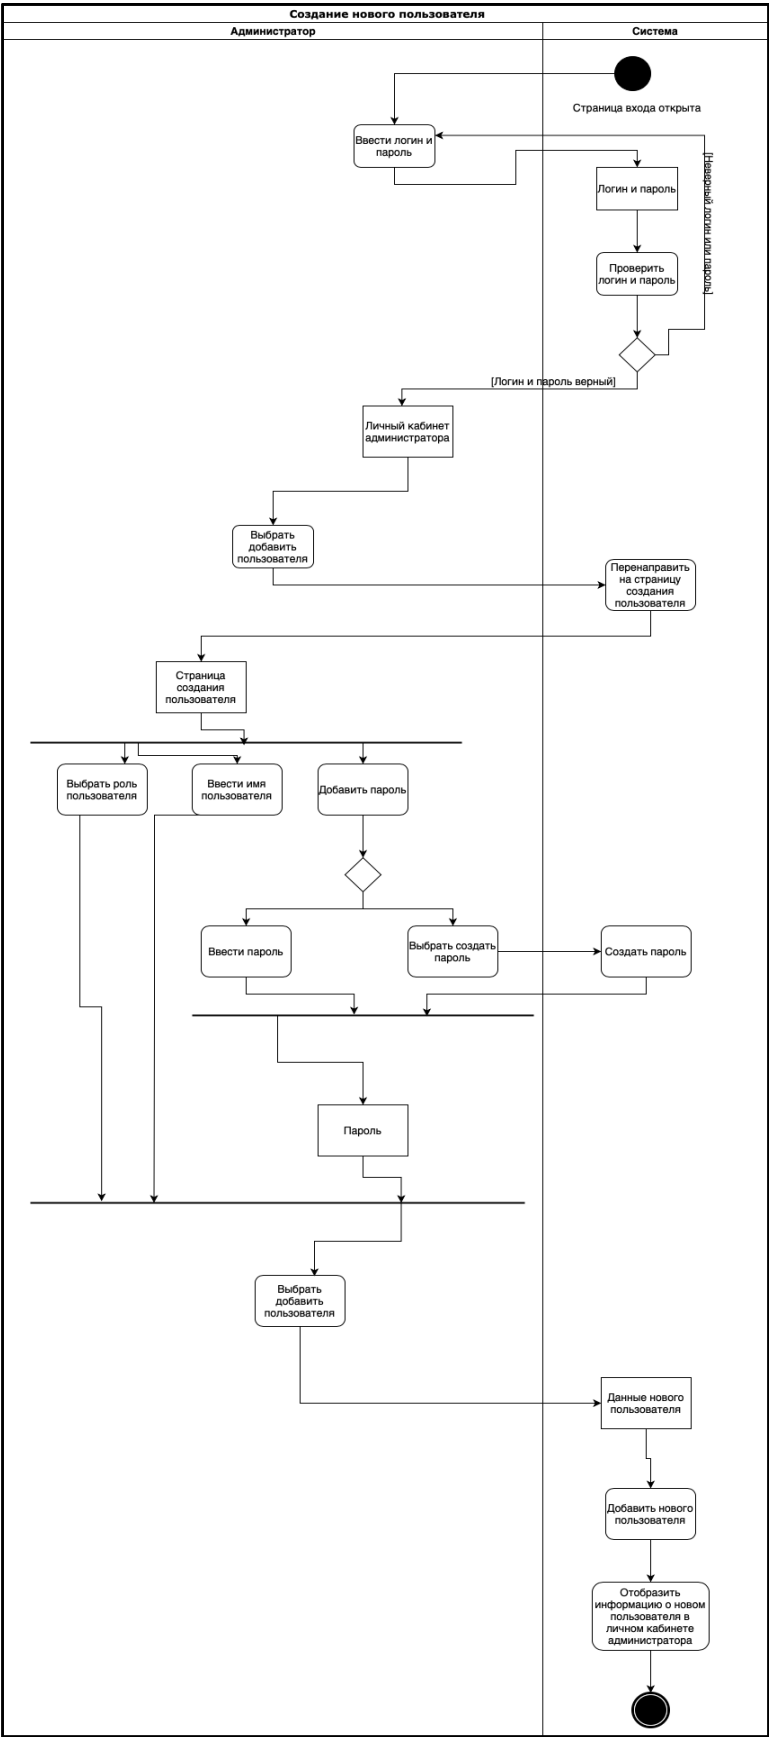 Создание нового пользователя
Администратор
Система
Страница входа открыта
Ввести логин и
пароль
[Неверный логин или пароль]
Логин и пароль
Проверить
логин и пароль
[Логин и пароль верный]
Личный кабинет
администратора
Выбрать
добавить
пользователя
Перенаправить
на страницу
создания
пользователя
Страница
создания
пользователя
Выбрать роль
пользователя
Ввести имя
пользователя
Добавить пароль
Ввести пароль
Выбрать создать
пароль
Создать пароль
Пароль
Выбрать
добавить
пользователя
Данные нового
пользователя
Добавить нового
пользователя
Отобразить
информацию о новом
пользователя в
личном кабинете
администратора